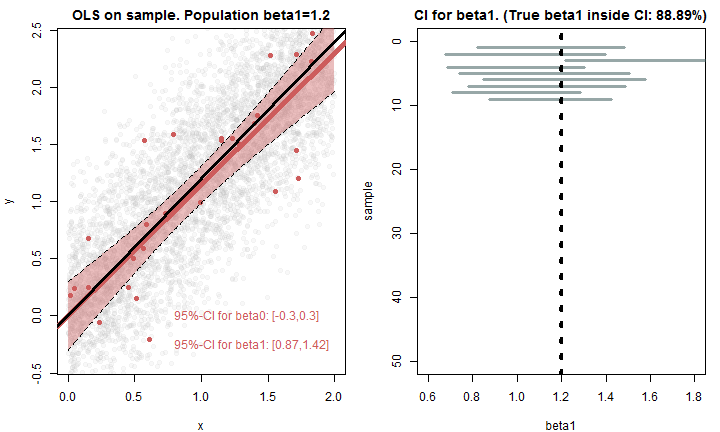 OLS on sample. Population beta1=1.2
2.5
2.0
1.5
1.0
0.5
0.0
-0.5
y
95%-CI for beta0: [-0.3,0.3]
95%-CI for beta1: [0.87,1.42]
0.0 0.5 1.0 1.5 2.0
x
CI for beta1. (True beta1 inside CI: 88.89%)
0
10
20
30
40
50
sample
0.6 0.8 1.0 1.2 1.4 1.6 1.8
beta1